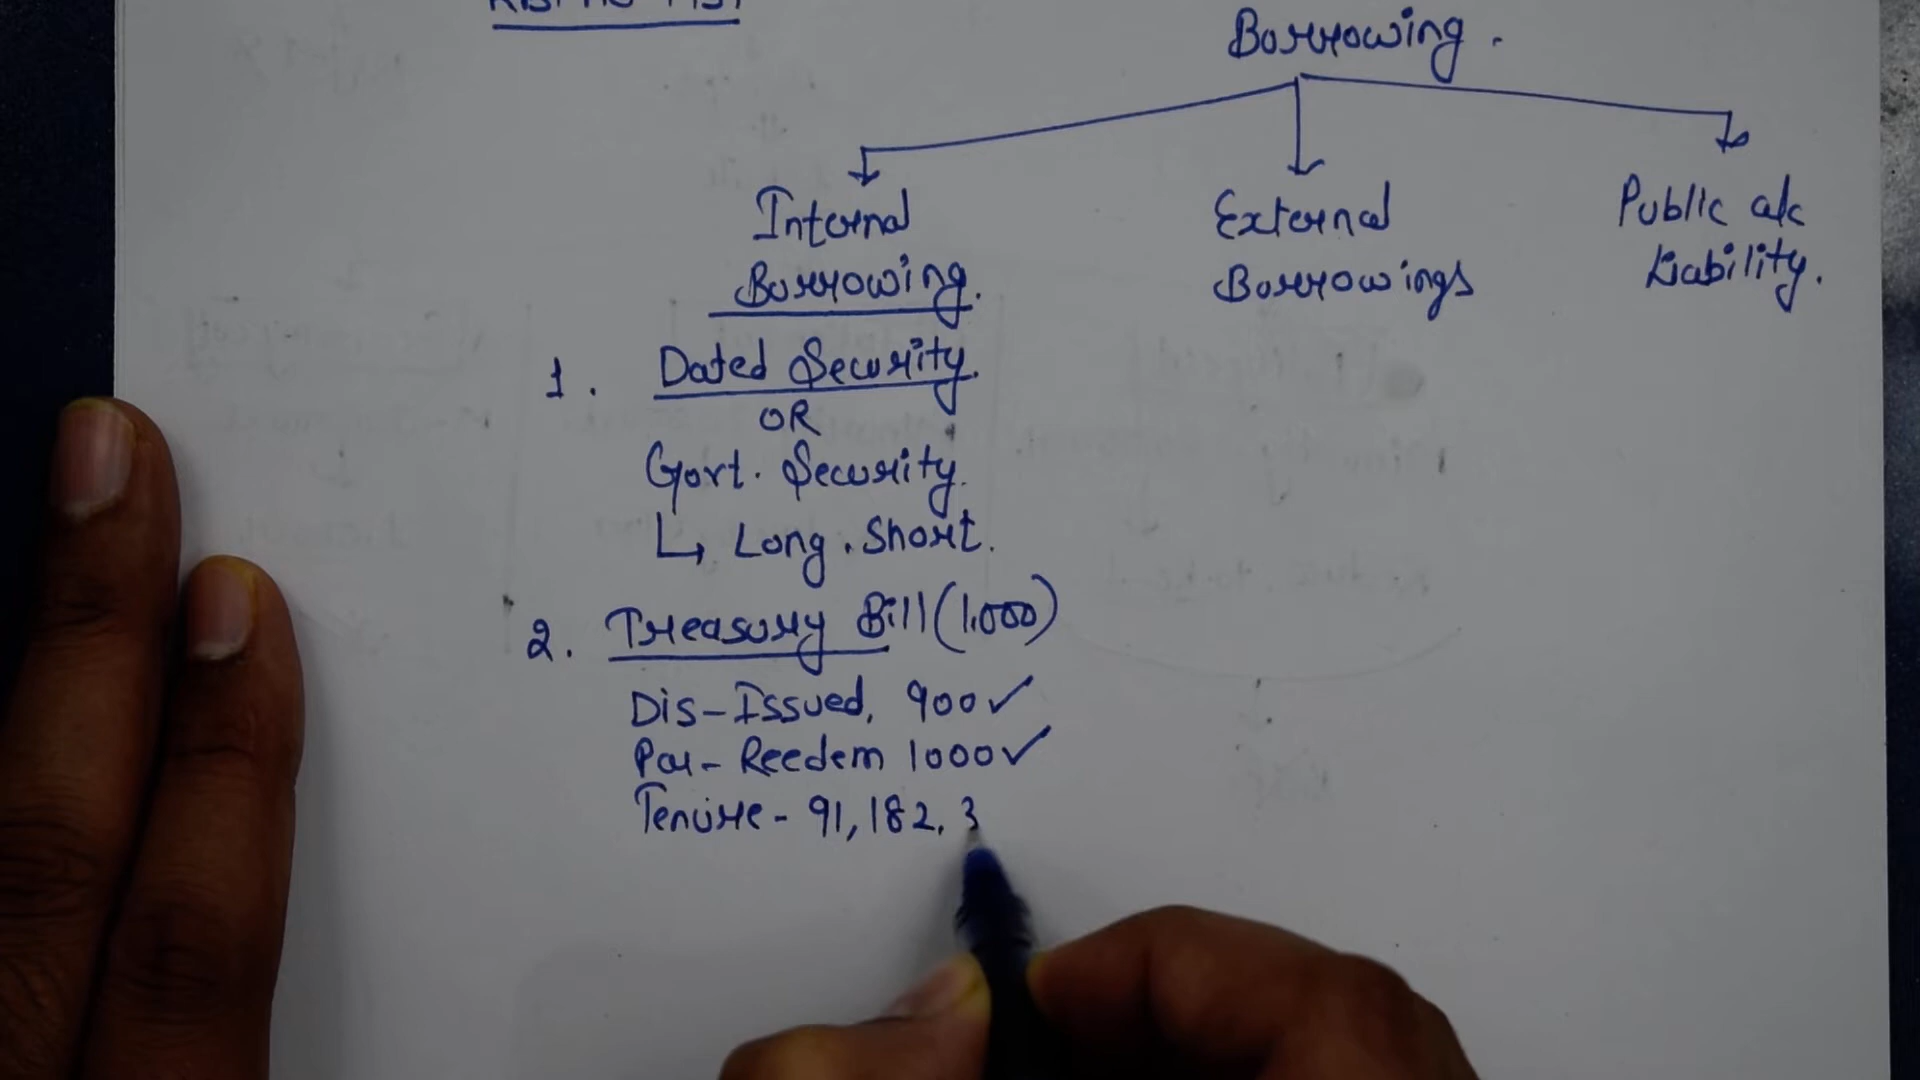 Borrowing.
Internal
Borrowing.
External
Borrowings
Public a/c
Liability.
1. Dated Security.
OR
Govt. Security.
↳ Long. Short.
2. Treasury Bill (1,000)
Dis-Issued, 900✓
Par- Reedem 1000✓
Tenure - 91, 182, 3